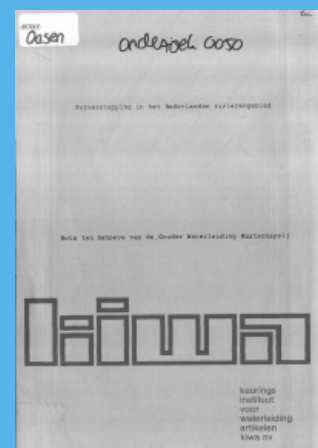 Oasen
onderzoek 0050
Putverstopping in het Nederlandse rivierengebied
Nota ten behoeve van de Goudse Waterleiding Maatschappij
kiwa
keurings
instituut
voor
waterleiding
artikelen
kiwa nv